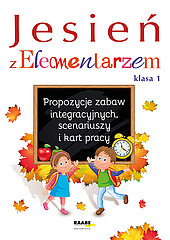 Jesień
z Elementarzem
klasa 1
Propozycje zabaw
integracyjnych,
scenariuszy
i kart pracy
RAABE